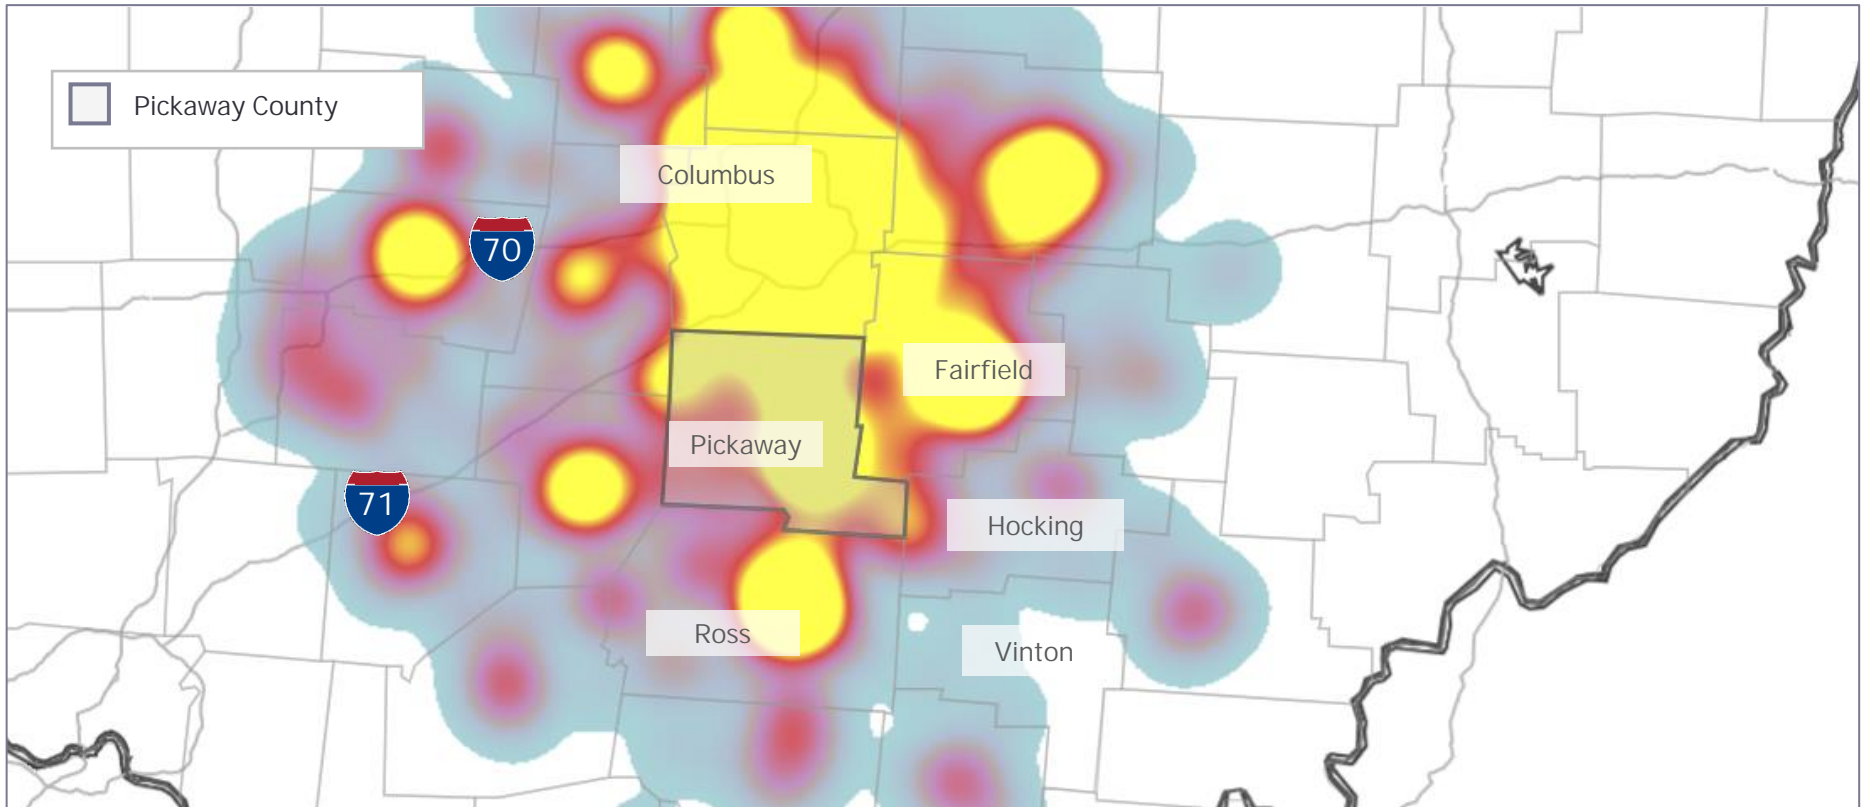 Pickaway County
Columbus
70
Fairfield
Pickaway
71
Hocking
Ross
Vinton